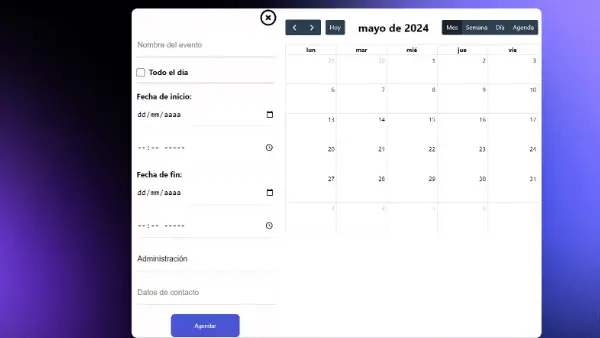 Nombre del evento
Todo el día
Fecha de inicio:
dd/mm/aaaa
--:-- -----
Fecha de fin:
dd/mm/aaaa
--:-- -----
Administración
Datos de contacto
Agendar
Hoy
mayo de 2024
Mes Semana Día Agenda
lun mar mié jue vie
29 30 1 2 3
6 7 8 9 10
13 14 15 16 17
20 21 22 23 24
27 28 29 30 31
3 4 5 6